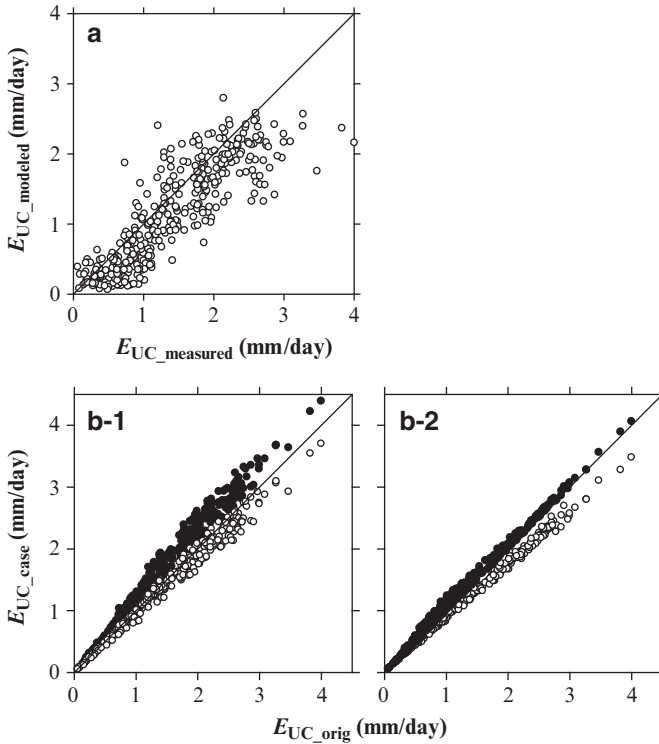 a
4
3
2
1
0
E_UC_modeled (mm/day)
0 1 2 3 4
E_UC_measured (mm/day)
b-1
b-2
4
3
2
1
0
E_UC_case (mm/day)
0 1 2 3 4
0 1 2 3 4
E_UC_orig (mm/day)